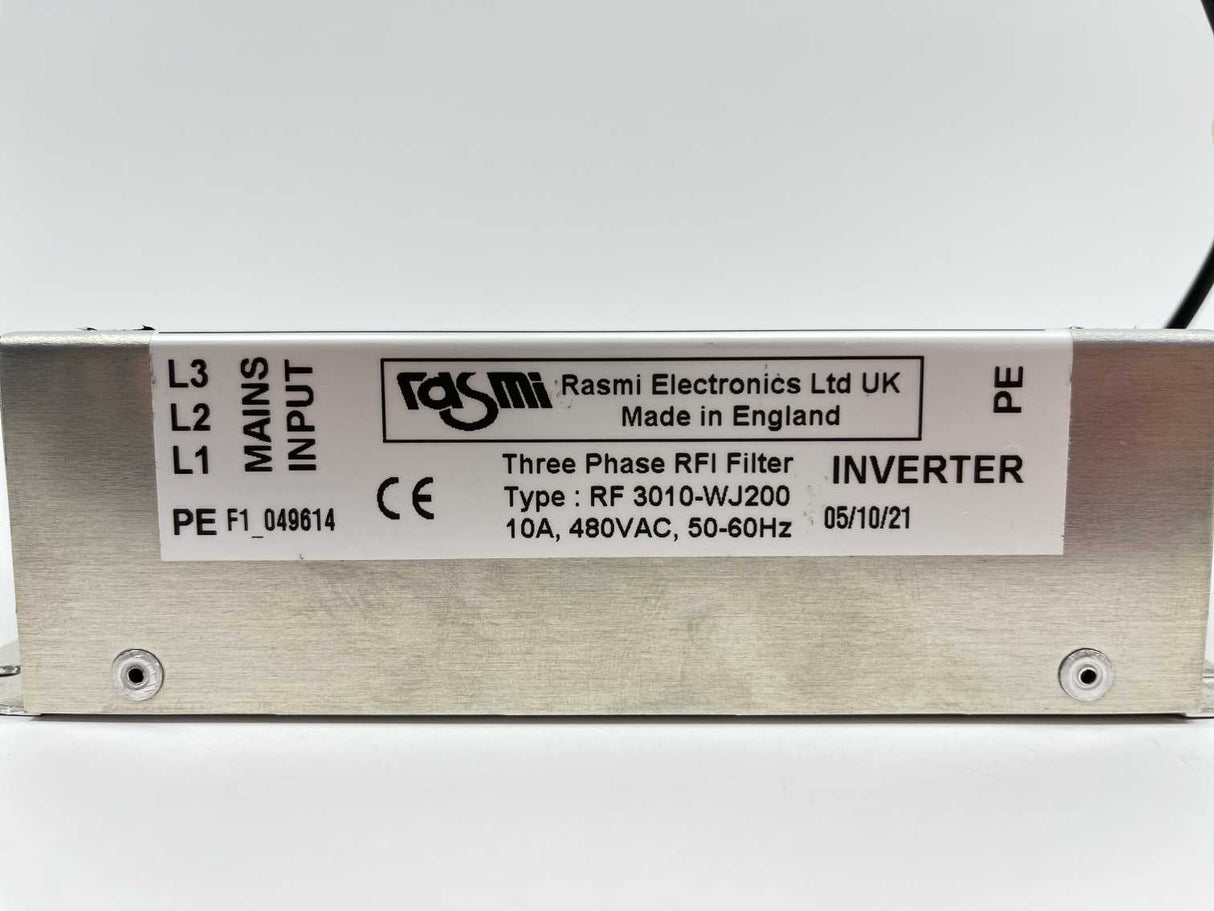 L3
L2
L1
PE F1_049614
MAINS
INPUT
rasmi Rasmi Electronics Ltd UK
Made in England
CE
Three Phase RFI Filter
Type : RF 3010-WJ200
10A, 480VAC, 50-60Hz
INVERTER
05/10/21
PE